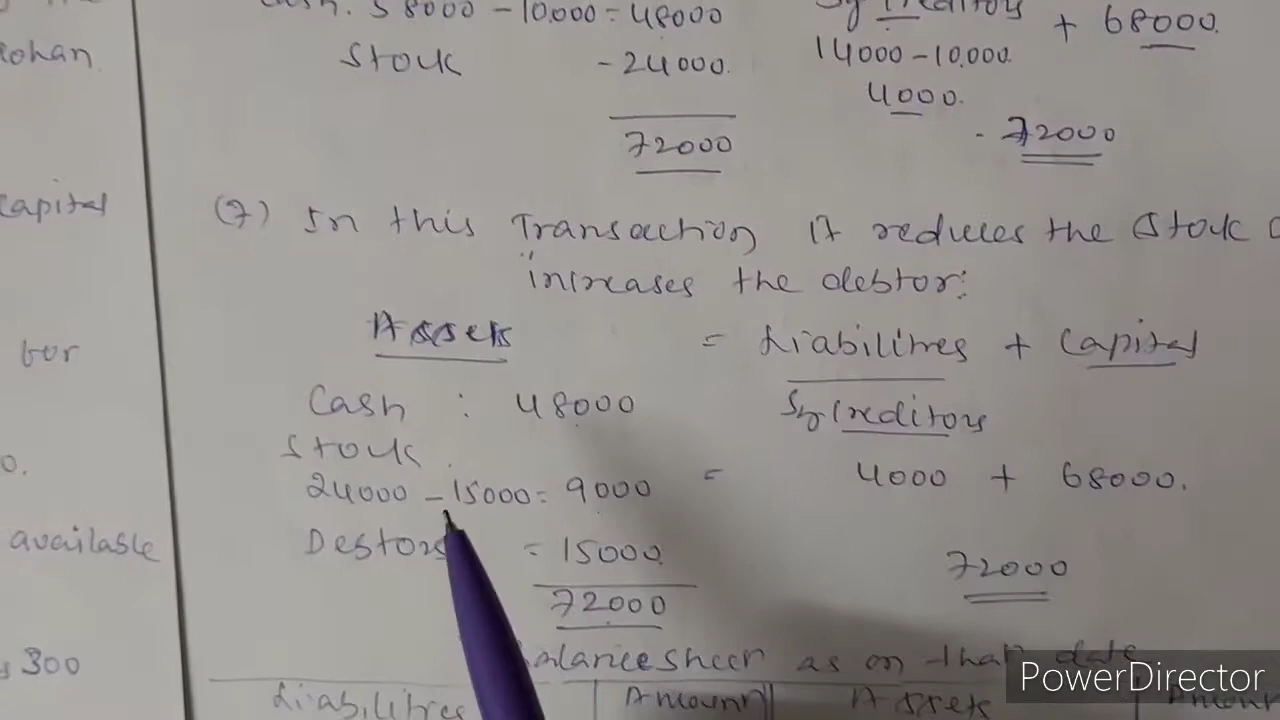 Cash. 58000 - 10,000 = 48000
Sy Creditors + 68000.
Rohan
Stock - 24000.
14000 - 10,000.
4000.
72000
- 72000
Capital
(7) In this Transaction it reduces the Stock
increases the debtor:
Assets = Liabilities + Capital
for
Cash : 48000
Sy Creditors
Stock
0.
24000 - 15000 = 9000 = 4000 + 68000.
available
Destors = 15000.
72000
72000
300
Balance sheet as on that date
Liabilities Amount Assets Amount
PowerDirector